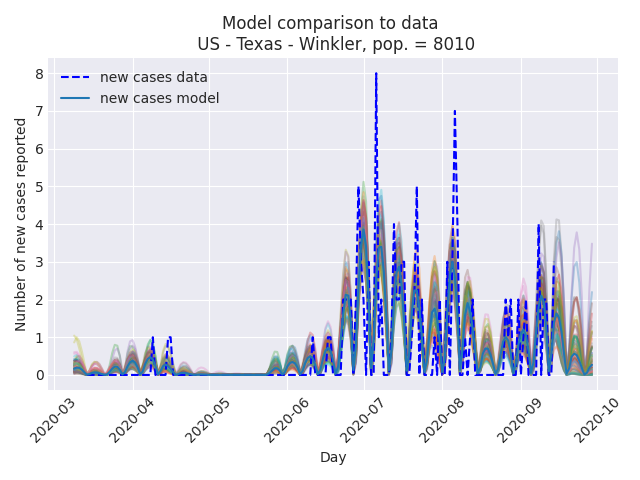 Model comparison to data
US - Texas - Winkler, pop. = 8010
new cases data
new cases model
Number of new cases reported
8
7
6
5
4
3
2
1
0
2020-03
2020-04
2020-05
2020-06
2020-07
2020-08
2020-09
2020-10
Day